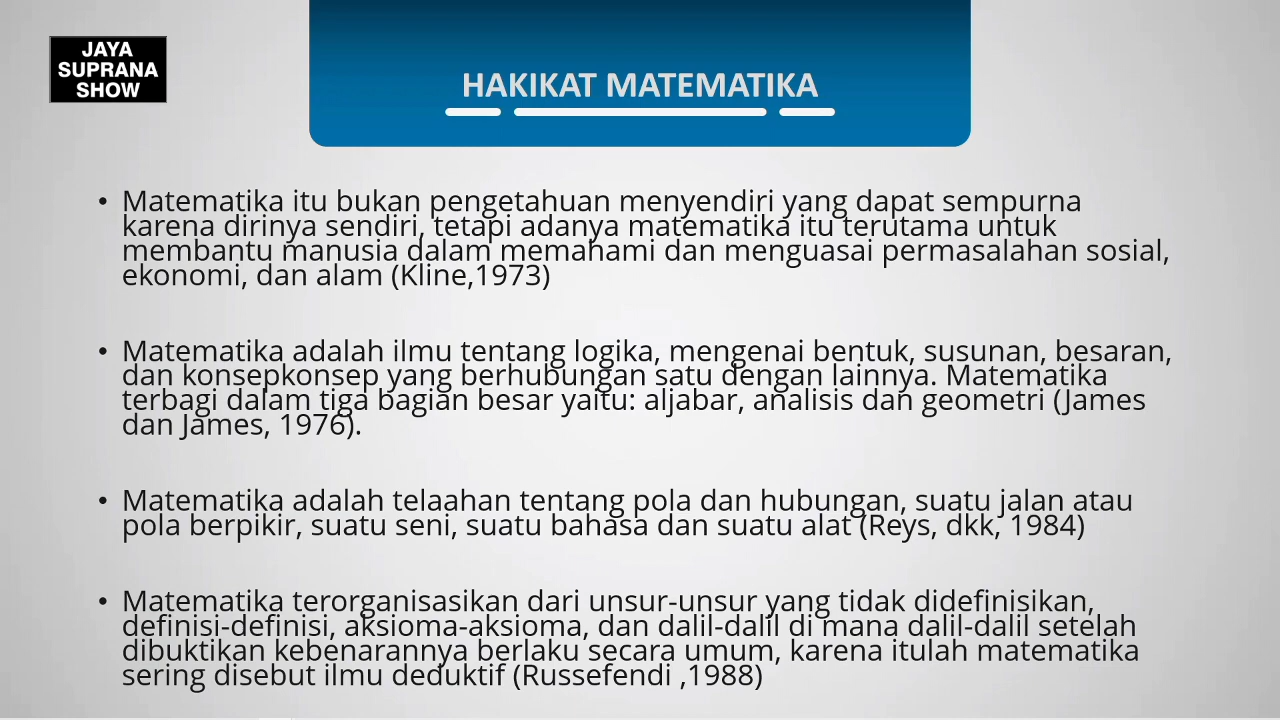 JAYA
SUPRANA
SHOW
HAKIKAT MATEMATIKA
• Matematika itu bukan pengetahuan menyendiri yang dapat sempurna
karena dirinya sendiri, tetapi adanya matematika itu terutama untuk
membantu manusia dalam memahami dan menguasai permasalahan sosial,
ekonomi, dan alam (Kline,1973)
• Matematika adalah ilmu tentang logika, mengenai bentuk, susunan, besaran,
dan konsepkonsep yang berhubungan satu dengan lainnya. Matematika
terbagi dalam tiga bagian besar yaitu: aljabar, analisis dan geometri (James
dan James, 1976).
• Matematika adalah telaahan tentang pola dan hubungan, suatu jalan atau
pola berpikir, suatu seni, suatu bahasa dan suatu alat (Reys, dkk, 1984)
• Matematika terorganisasikan dari unsur-unsur yang tidak didefinisikan,
definisi-definisi, aksioma-aksioma, dan dalil-dalil di mana dalil-dalil setelah
dibuktikan kebenarannya berlaku secara umum, karena itulah matematika
sering disebut ilmu deduktif (Russefendi ,1988)